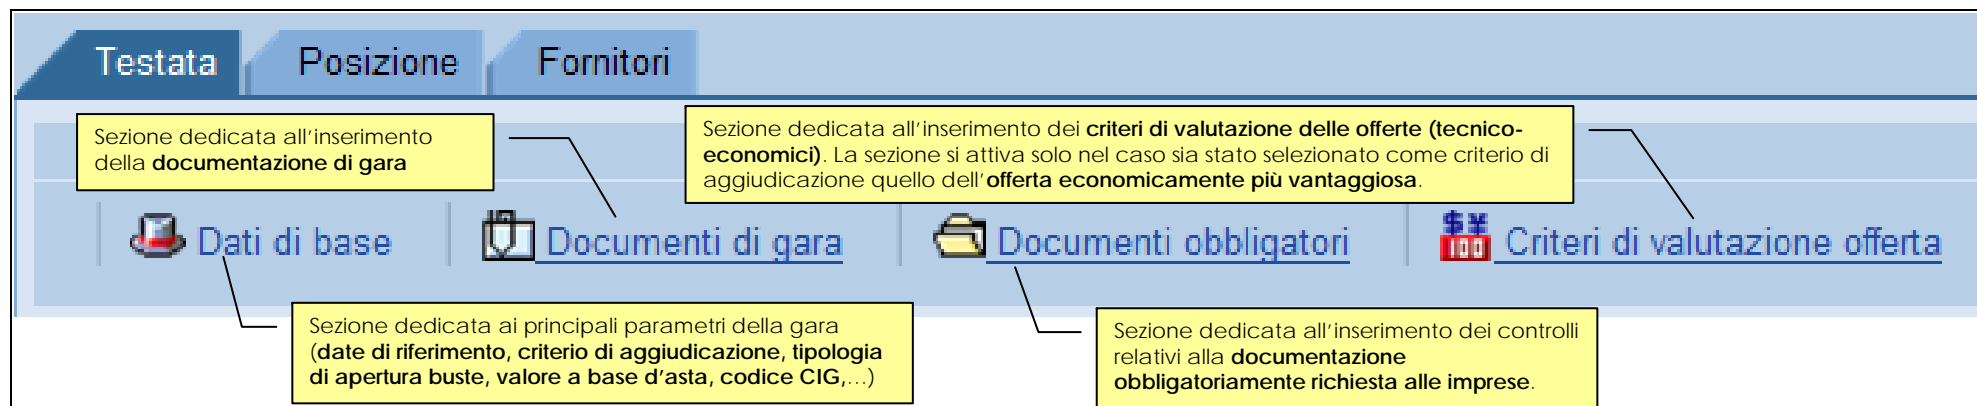 Testata Posizione Fornitori
Sezione dedicata all'inserimento
della documentazione di gara
Sezione dedicata all'inserimento dei criteri di valutazione delle offerte (tecnico-
economici). La sezione si attiva solo nel caso sia stato selezionato come criterio di
aggiudicazione quello dell'offerta economicamente più vantaggiosa.
Dati di base Documenti di gara Documenti obbligatori Criteri di valutazione offerta
Sezione dedicata ai principali parametri della gara
(date di riferimento, criterio di aggiudicazione, tipologia
di apertura buste, valore a base d'asta, codice CIG,...)
Sezione dedicata all'inserimento dei controlli
relativi alla documentazione
obbligatoriamente richiesta alle imprese.